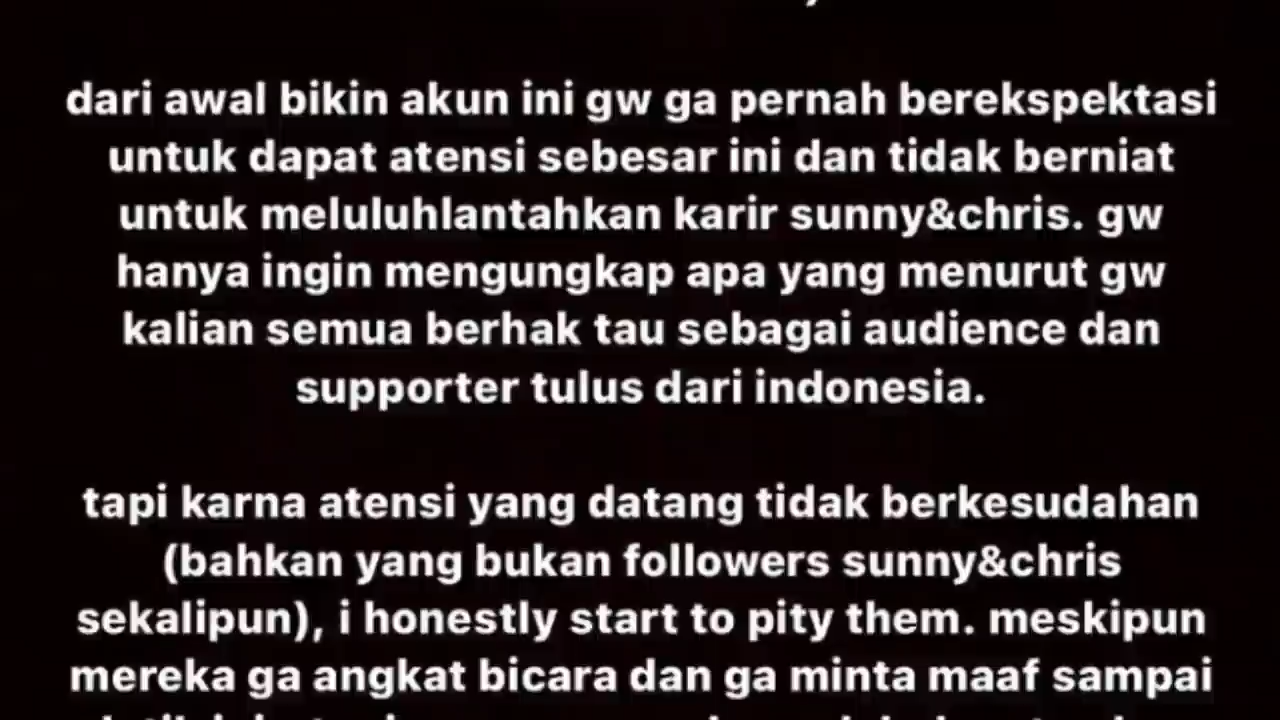 dari awal bikin akun ini gw ga pernah berekspektasi
untuk dapat atensi sebesar ini dan tidak berniat
untuk meluluhlantahkan karir sunny&chris. gw
hanya ingin mengungkap apa yang menurut gw
kalian semua berhak tau sebagai audience dan
supporter tulus dari indonesia.
tapi karna atensi yang datang tidak berkesudahan
(bahkan yang bukan followers sunny&chris
sekalipun), i honestly start to pity them. meskipun
mereka ga angkat bicara dan ga minta maaf sampai